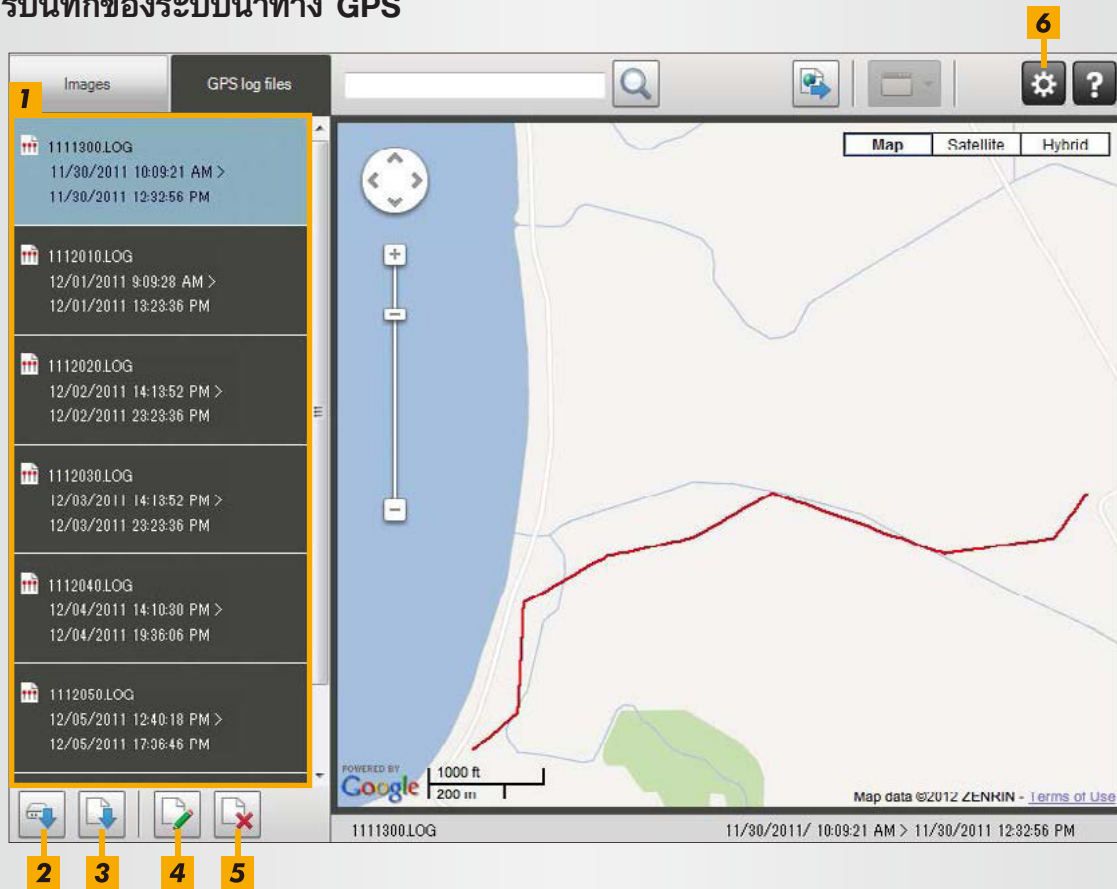 รบันทึกของระบบนำทาง GPS
6
Images
GPS log files
1
1111300.LOG
11/30/2011 10:09:21 AM >
11/30/2011 12:32:56 PM
1112010.LOG
12/01/2011 9:09:28 AM >
12/01/2011 13:23:36 PM
1112020.LOG
12/02/2011 14:13:52 PM >
12/02/2011 23:23:36 PM
1112030.LOG
12/03/2011 14:13:52 PM >
12/03/2011 23:23:36 PM
1112040.LOG
12/04/2011 14:10:30 PM >
12/04/2011 19:36:06 PM
1112050.LOG
12/05/2011 12:40:18 PM >
12/05/2011 17:36:46 PM
Map
Satellite
Hybrid
POWERED BY
Google
1000 ft
200 m
Map data ©2012 ZENRIN - Terms of Use
1111300.LOG
11/30/2011/ 10:09:21 AM > 11/30/2011 12:32:56 PM
2
3
4
5